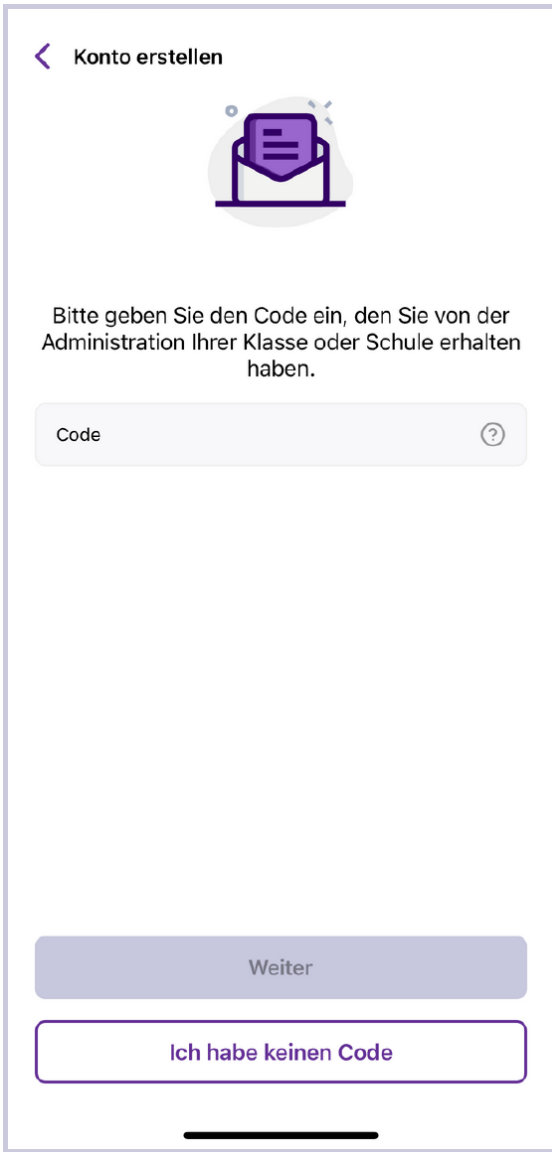 Konto erstellen
Bitte geben Sie den Code ein, den Sie von der
Administration Ihrer Klasse oder Schule erhalten
haben.
Code
Weiter
Ich habe keinen Code